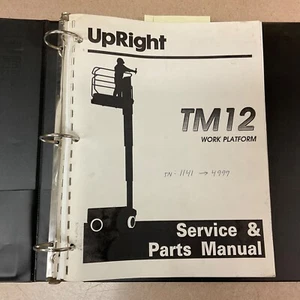 UpRight
TM12
WORK PLATFORM
SN: 1141 → 4999
Service &
Parts Manual